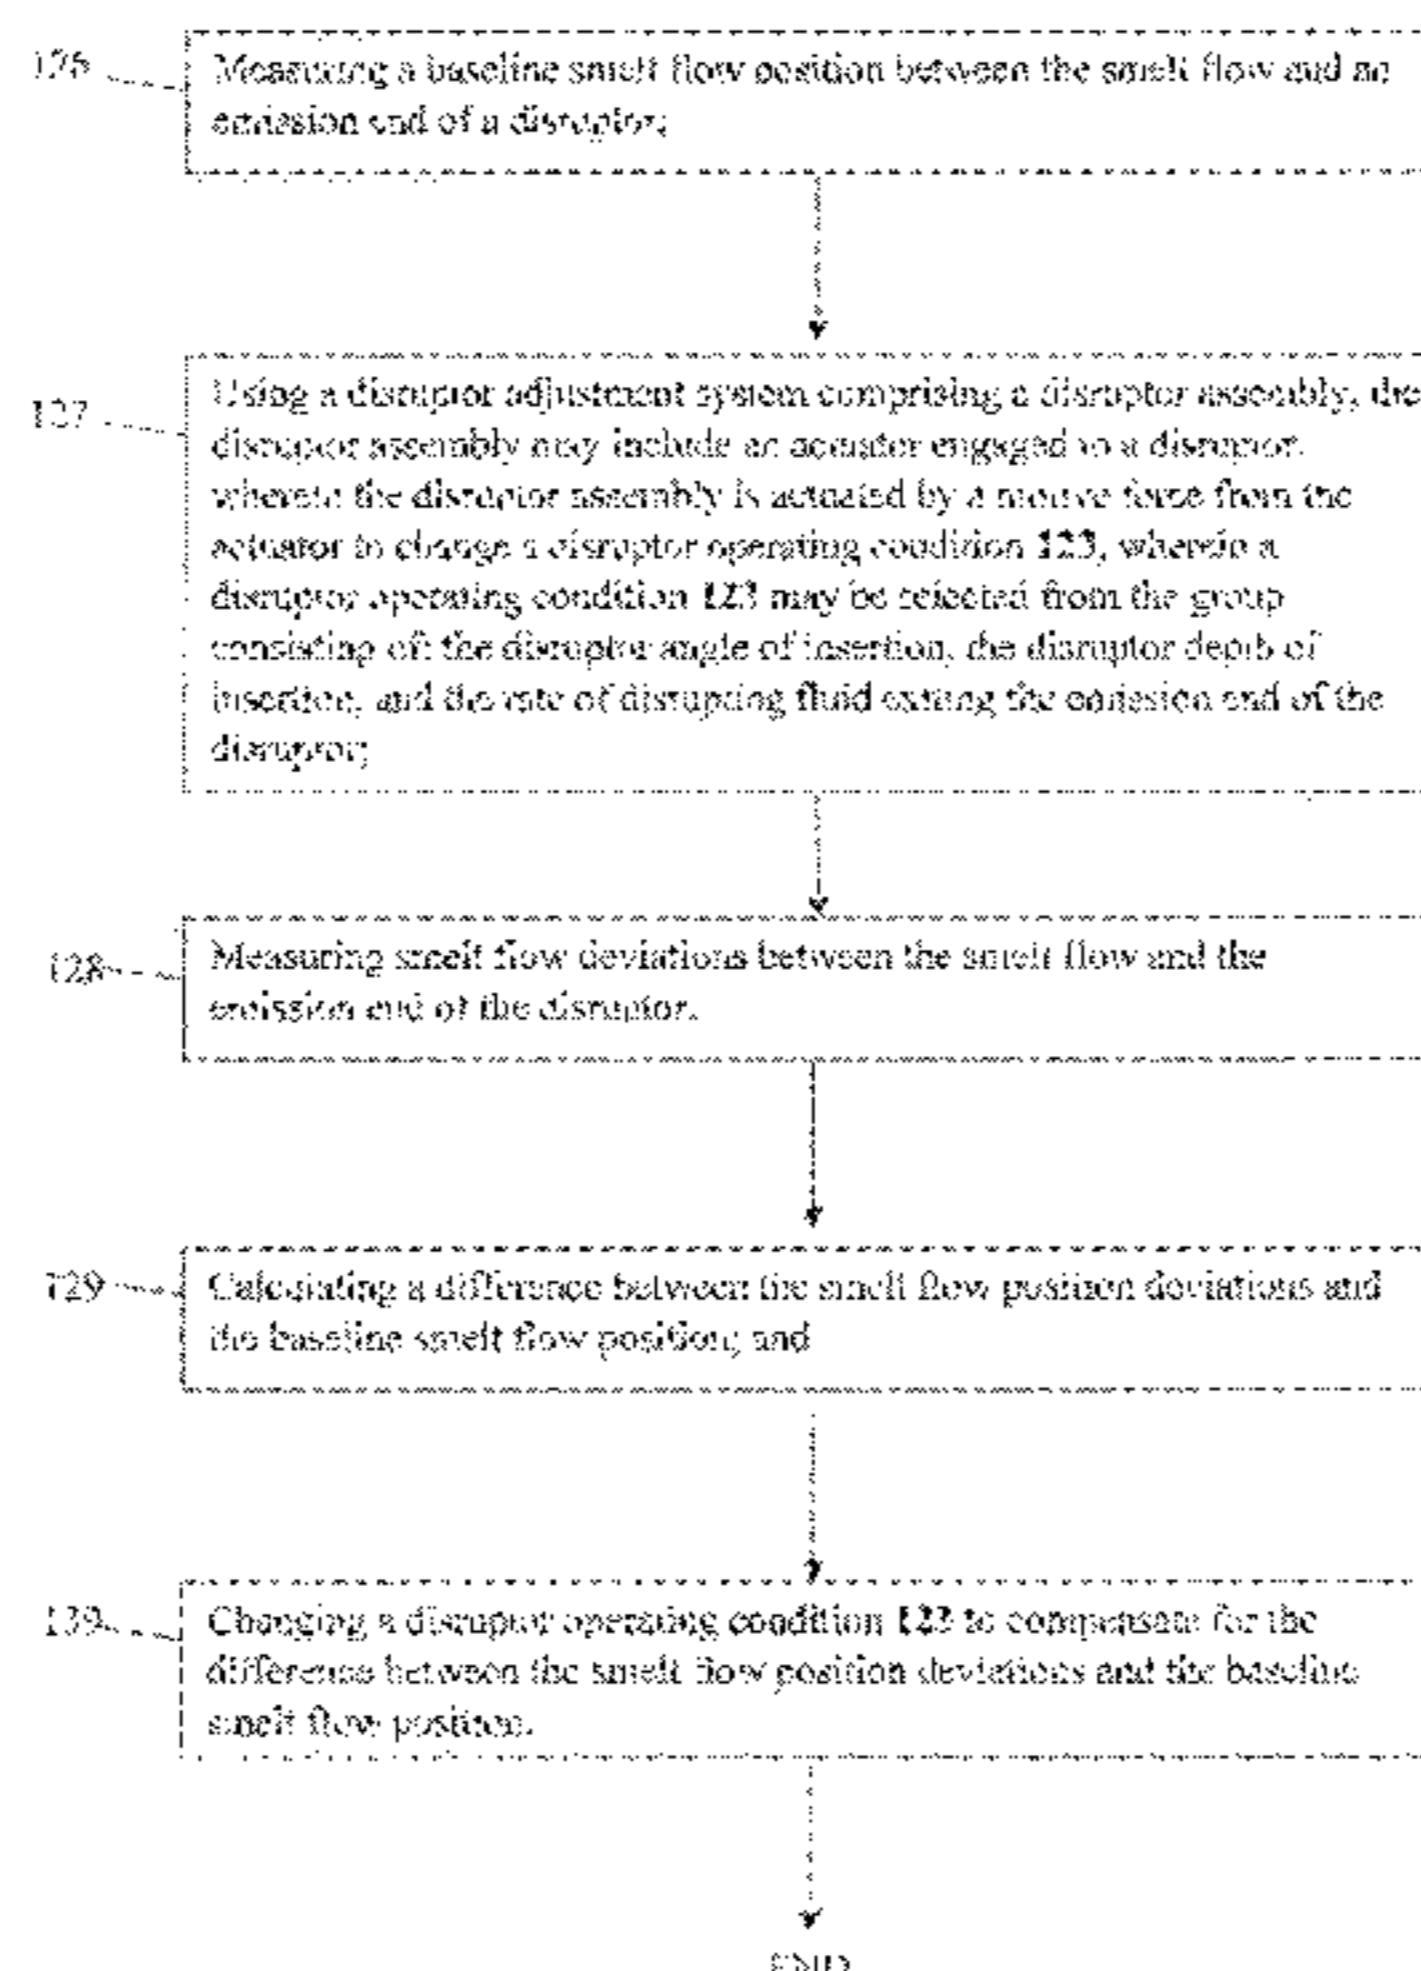 126
Measuring a baseline smelt flow position between the smelt flow and an
emission end of a disruptor;
127
Using a disruptor adjustment system comprising a disruptor assembly, the
disruptor assembly may include an actuator engaged to a disruptor
wherein the disruptor assembly is actuated by a motive force from the
actuator to change a disruptor operating condition 123, wherein a
disruptor operating condition 123 may be selected from the group
consisting of: the disruptor angle of insertion, the disruptor depth of
insertion, and the rate of disrupting fluid exiting the emission end of the
disruptor;
128
Measuring smelt flow deviations between the smelt flow and the
emission end of the disruptor.
129
Calculating a difference between the smelt flow position deviations and
the baseline smelt flow position; and
139
Changing a disruptor operating condition 123 to compensate for the
difference between the smelt flow position deviations and the baseline
smelt flow position.
END